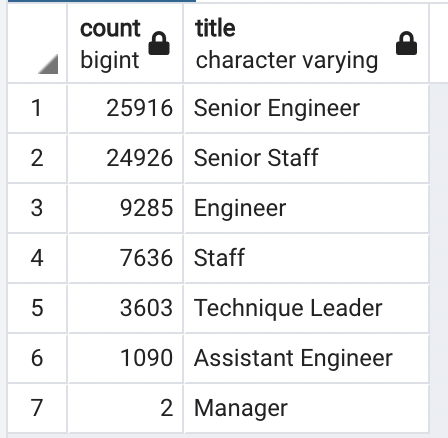 count title
bigint character varying
1 25916 Senior Engineer
2 24926 Senior Staff
3 9285 Engineer
4 7636 Staff
5 3603 Technique Leader
6 1090 Assistant Engineer
7 2 Manager